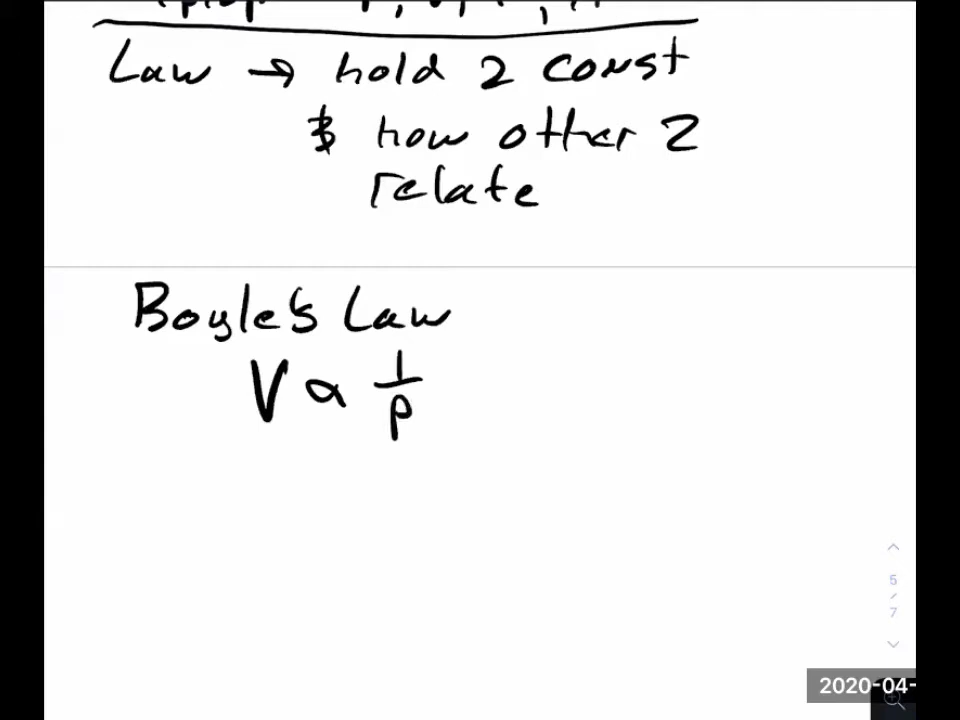 Law → hold 2 const
& how other 2
relate
Boyle's Law
V ∝ 1/P
5
/
7
2020-04-